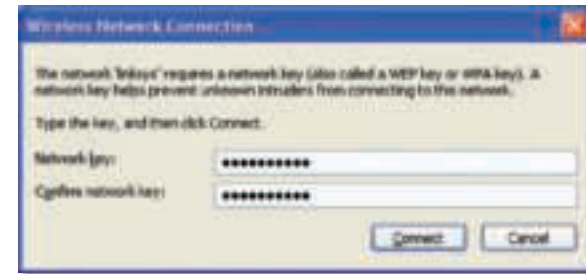 Wireless Network Connection
The network 'linksys' requires a network key (also called a WEP key or WPA key). A
network key helps prevent unknown intruders from connecting to this network.
Type the key, and then click Connect.
Network key: ●●●●●●●●●●
Confirm network key: ●●●●●●●●●●
Connect Cancel